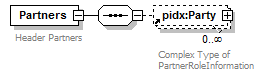 Partners
Header Partners
pidx:Party
0..∞
Complex Type of
PartnerRoleInformation